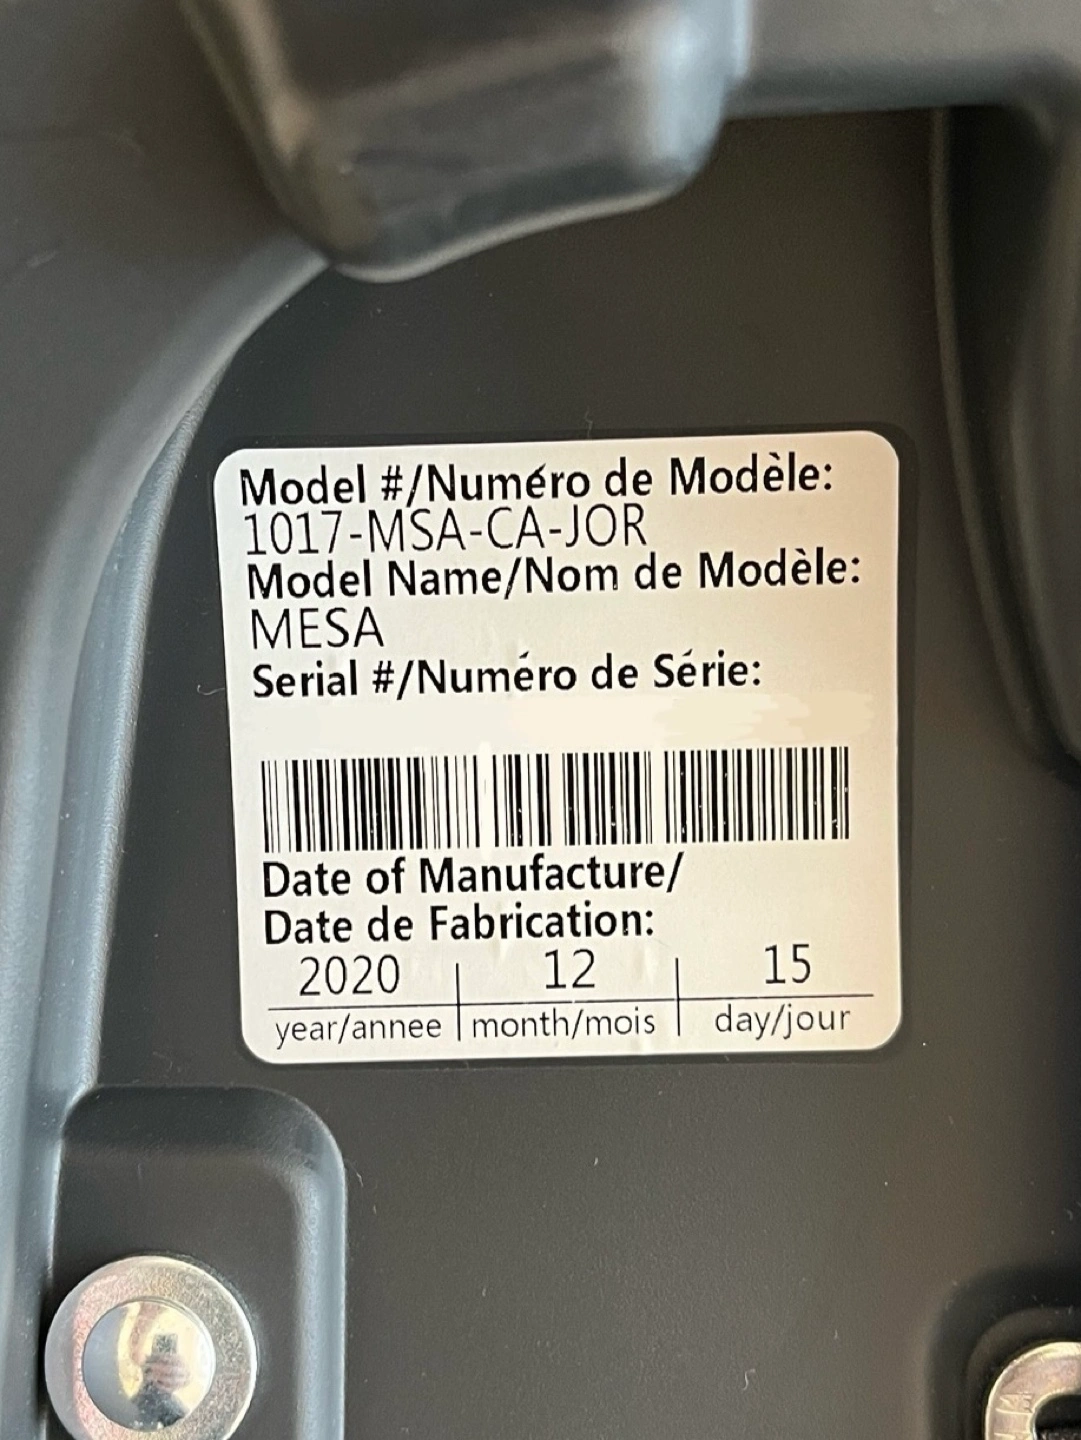 Model #/Numéro de Modèle:
1017-MSA-CA-JOR
Model Name/Nom de Modèle:
MESA
Serial #/Numéro de Série:
Date of Manufacture/
Date de Fabrication:
2020 12 15
year/annee month/mois day/jour